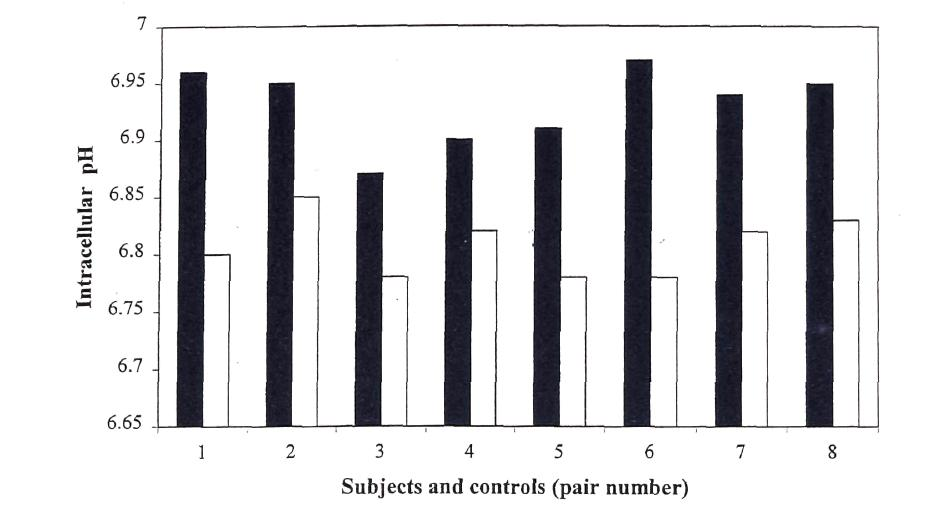 7
6.95
6.9
6.85
6.8
6.75
6.7
6.65
Intracellular pH
1 2 3 4 5 6 7 8
Subjects and controls (pair number)